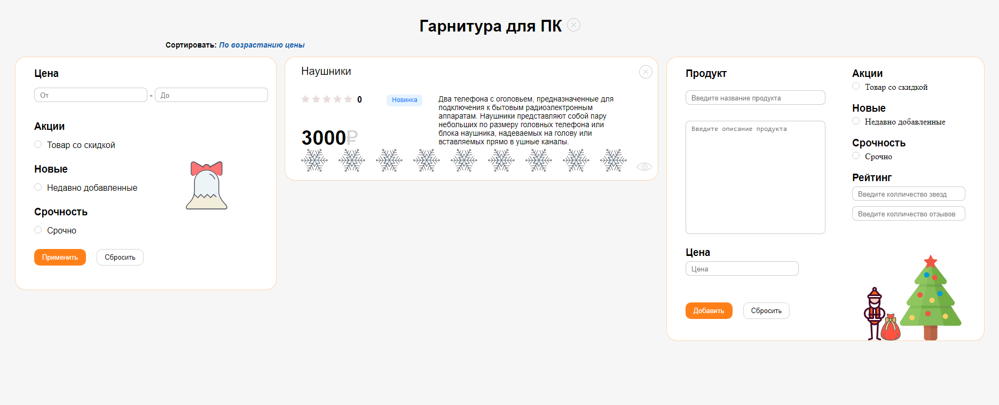 Гарнитура для ПК
Сортировать: По возрастанию цены
Цена
От - До
Акции
Товар со скидкой
Новые
Недавно добавленные
Срочность
Срочно
Применить Сбросить
Наушники
0
Новинка
3000₽
Два телефона с оголовьем, предназначенные для
подключения к бытовым радиоэлектронным
аппаратам. Наушники представляют собой пару
небольших по размеру головных телефона или
блока наушника, надеваемых на голову или
вставляемых прямо в ушные каналы.
Продукт
Введите название продукта
Введите описание продукта
Цена
Цена
Добавить Сбросить
Акции
Товар со скидкой
Новые
Недавно добавленные
Срочность
Срочно
Рейтинг
Введите колличество звезд
Введите колличество отзывов